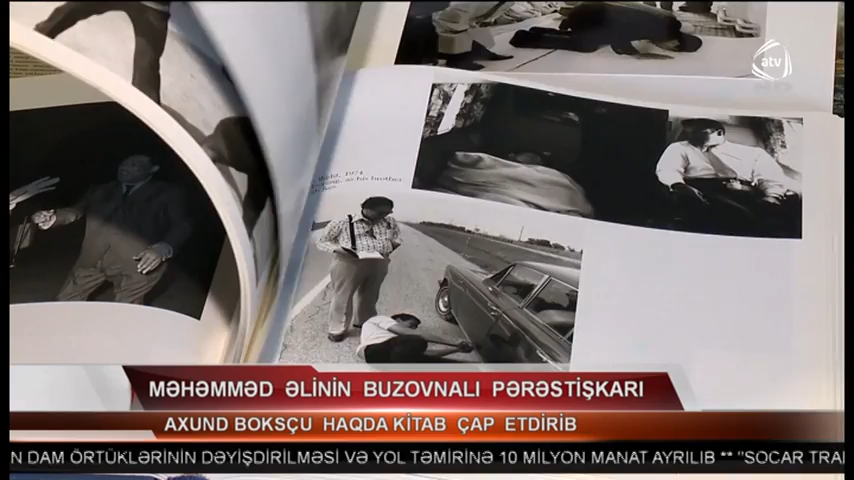 atv
MƏHƏMMƏD ƏLİNİN BUZOVNALI PƏRƏSTİŞKARI
AXUND BOKSÇU HAQDA KİTAB ÇAP ETDİRİB
N DAM ÖRTÜKLƏRİNİN DƏYİŞDİRİLMƏSİ VƏ YOL TƏMİRİNƏ 10 MİLYON MANAT AYRILIB ** "SOCAR TRA